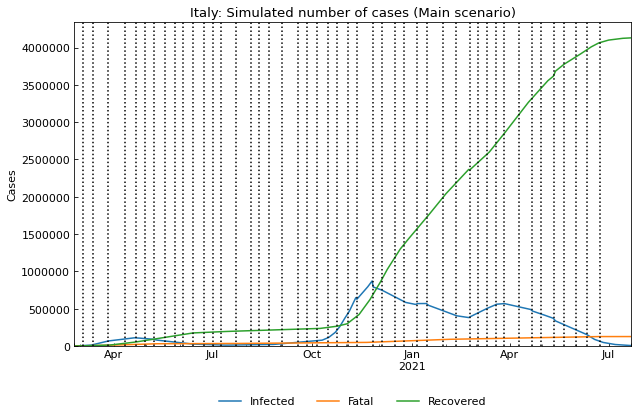 Italy: Simulated number of cases (Main scenario)
Cases
4000000
3500000
3000000
2500000
2000000
1500000
1000000
500000
0
Apr Jul Oct Jan Apr Jul
2021
Infected Fatal Recovered